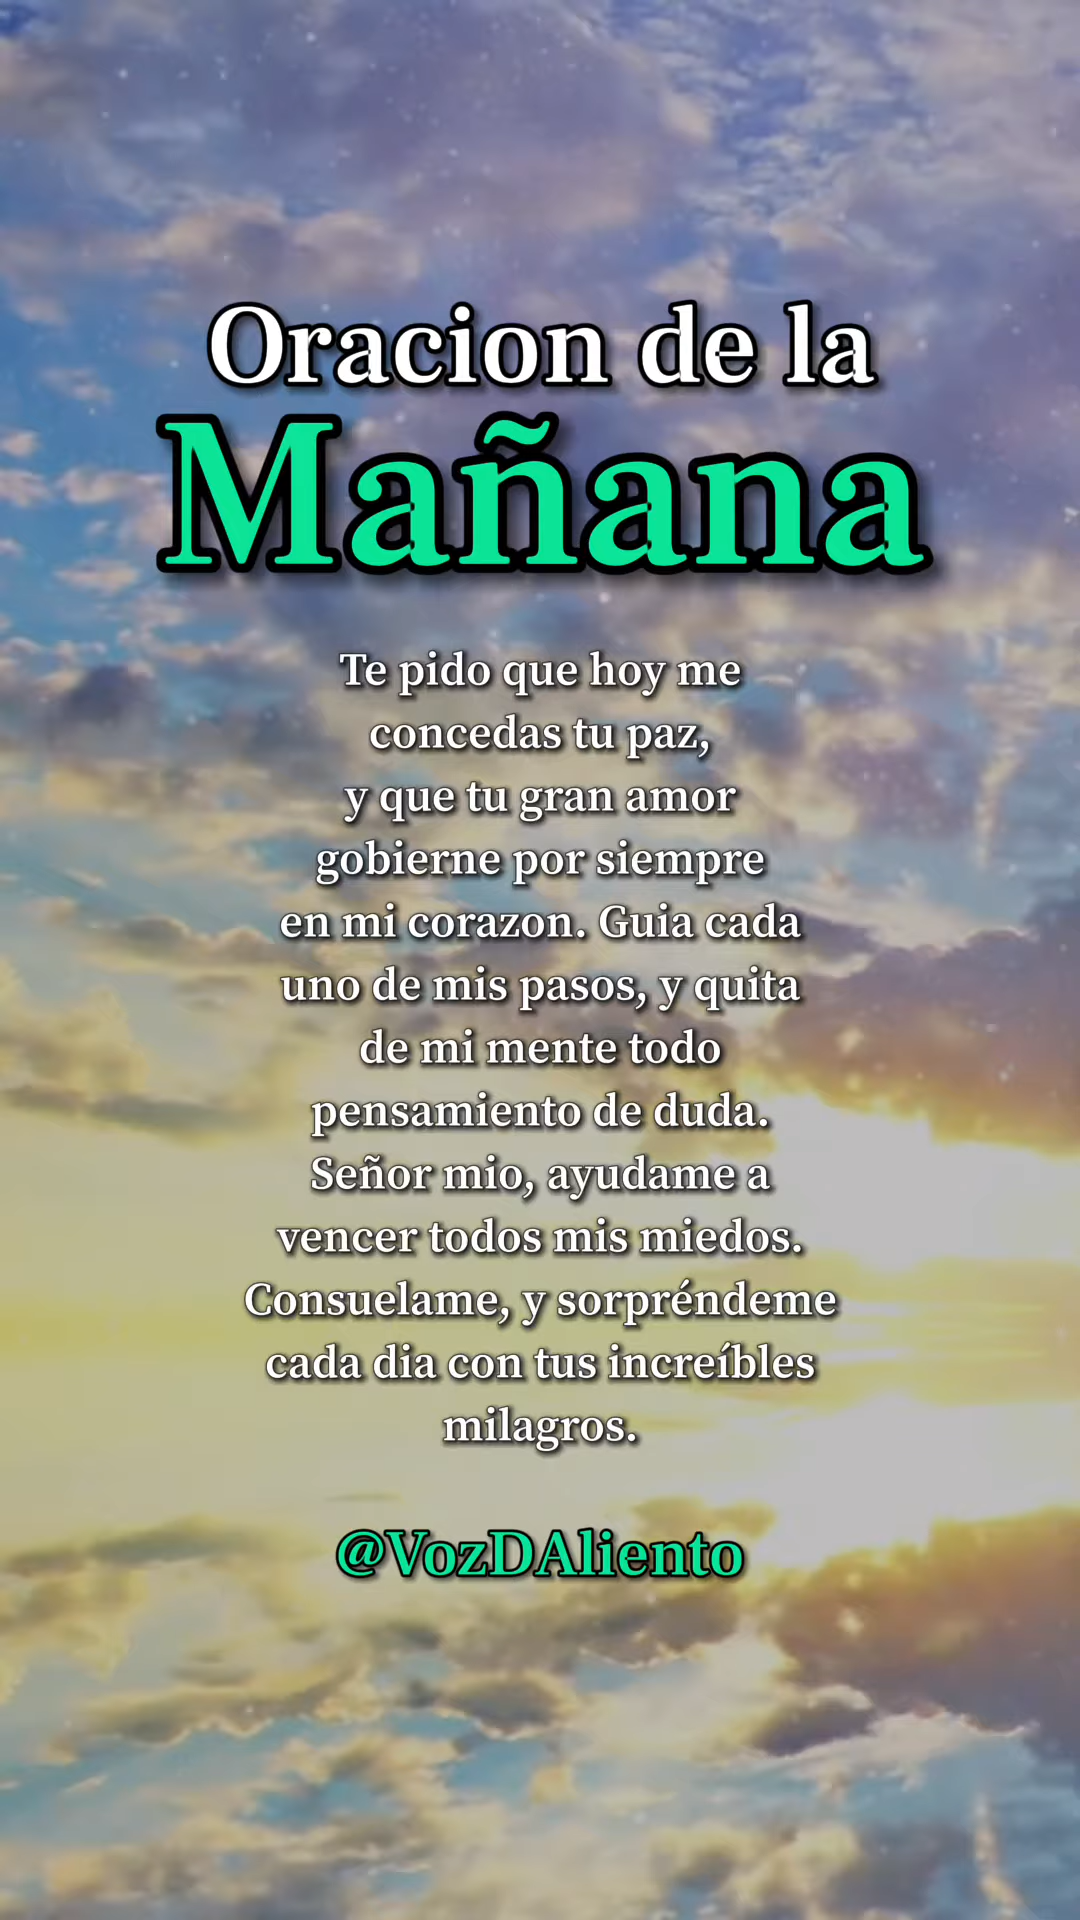 Oracion de la
Mañana
Te pido que hoy me
concedas tu paz,
y que tu gran amor
gobierne por siempre
en mi corazon. Guia cada
uno de mis pasos, y quita
de mi mente todo
pensamiento de duda.
Señor mio, ayudame a
vencer todos mis miedos.
Consuelame, y sorpréndeme
cada dia con tus increíbles
milagros.
@VozDAliento